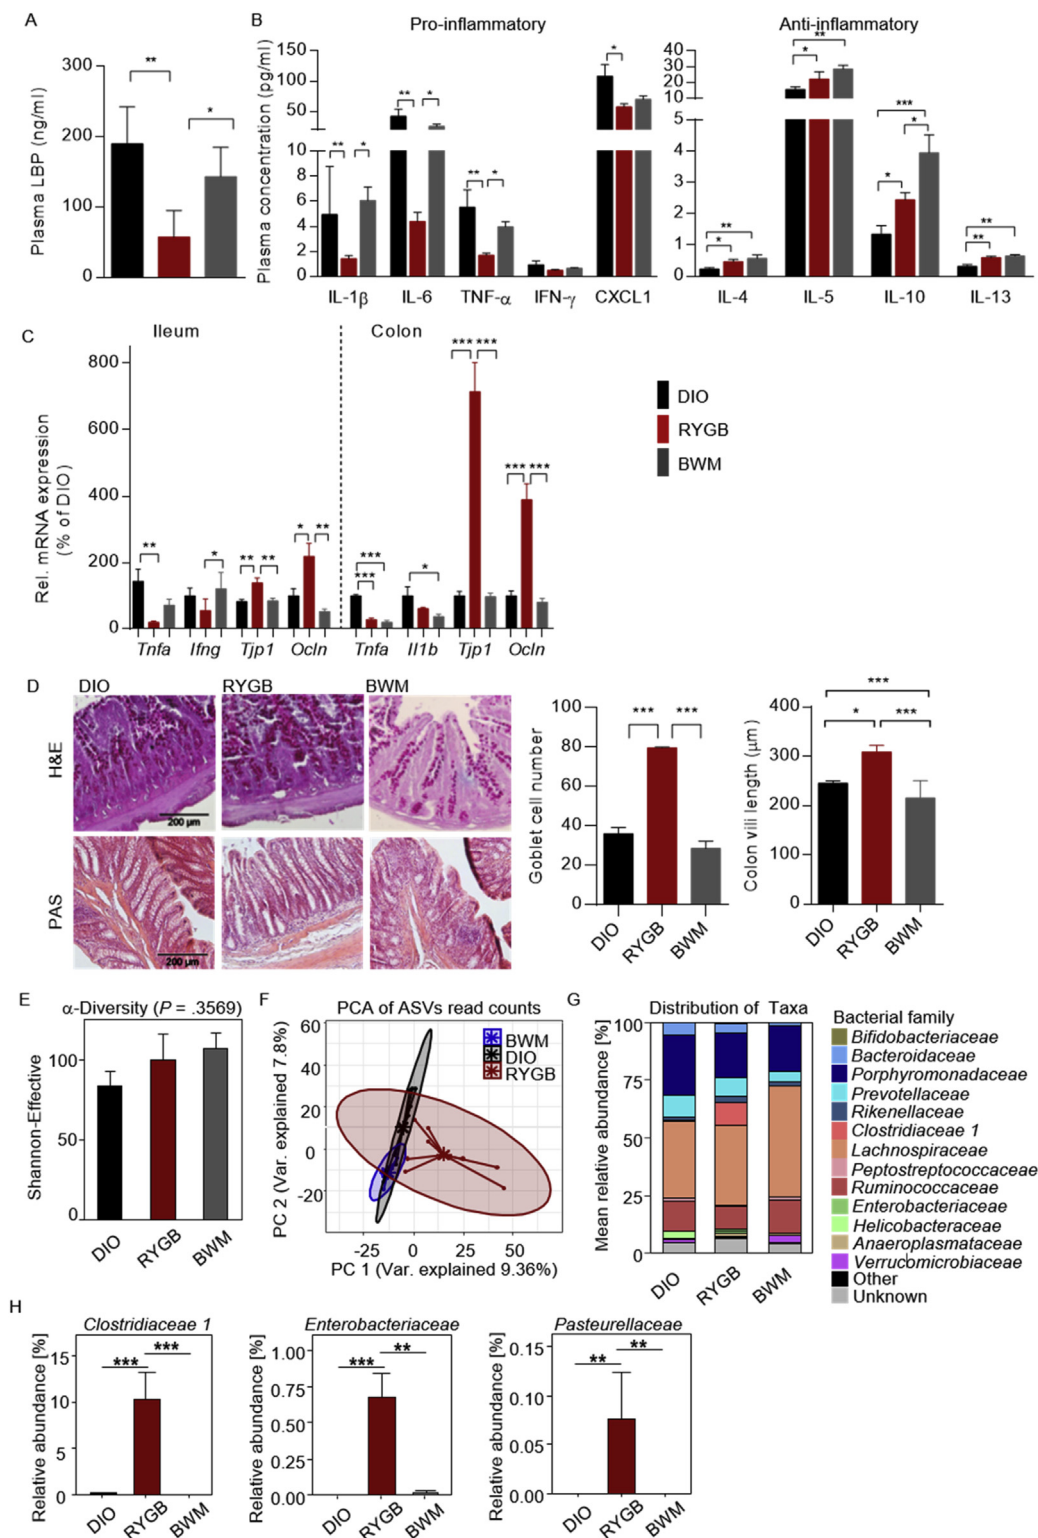 A
Plasma LBP (ng/ml)
300
200
100
0
**
*
B
Pro-inflammatory
Anti-inflammatory
Plasma concentration (pg/ml)
150
100
50
10
8
6
4
2
0
** *
** *
** *
*
IL-1β IL-6 TNF-α IFN-γ CXCL1
40
30
20
10
5
4
3
2
1
0
**
*
**
*
***
*
*
**
**
IL-4 IL-5 IL-10 IL-13
C
Ileum
Colon
Rel. mRNA expression
(% of DIO)
800
600
400
200
0
**
*
** **
* **
***
***
*
*** ***
*** ***
Tnfa Ifng Tjp1 Ocln Tnfa Il1b Tjp1 Ocln
DIO
RYGB
BWM
D
DIO RYGB BWM
H&E
200 µm
PAS
200 µm
Goblet cell number
100
80
60
40
20
0
*** ***
DIO
RYGB
BWM
Colon vili length (µm)
400
300
200
100
0
***
* ***
DIO
RYGB
BWM
E
α-Diversity (P = .3569)
Shannon-Effective
100
50
0
DIO
RYGB
BWM
F
PCA of ASVs read counts
PC 2 (Var. explained 7.8%)
60
40
20
0
-20
BWM
DIO
RYGB
-25 0 25 50
PC 1 (Var. explained 9.36%)
G
Distribution of Taxa
Mean relative abundance [%]
100
75
50
25
0
DIO
RYGB
BWM
Bacterial family
Bifidobacteriaceae
Bacteroidaceae
Porphyromonadaceae
Prevotellaceae
Rikenellaceae
Clostridiaceae 1
Lachnospiraceae
Peptostreptococcaceae
Ruminococcaceae
Enterobacteriaceae
Helicobacteraceae
Anaeroplasmataceae
Verrucomicrobiaceae
Other
Unknown
H
Clostridiaceae 1
Relative abundance [%]
15
10
5
0
*** ***
DIO
RYGB
BWM
Enterobacteriaceae
Relative abundance [%]
1.00
0.75
0.50
0.25
0.00
*** **
DIO
RYGB
BWM
Pasteurellaceae
Relative abundance [%]
0.15
0.10
0.05
0.00
** **
DIO
RYGB
BWM